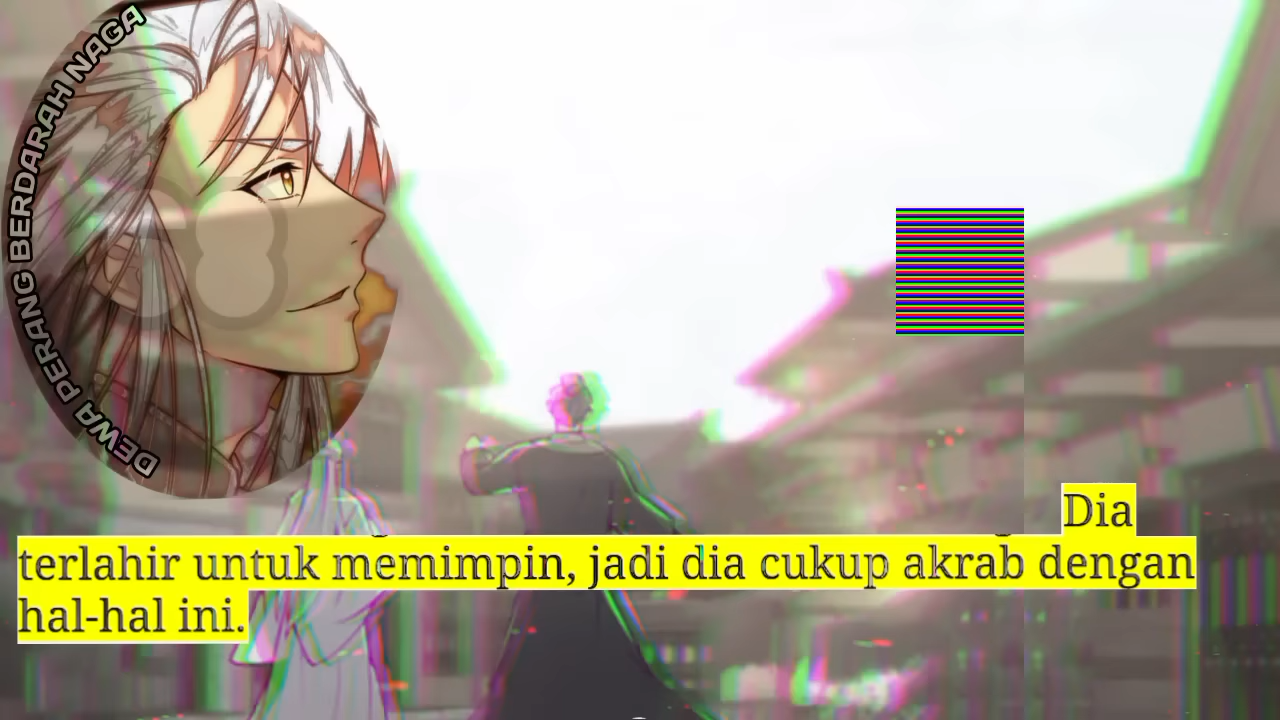 DEWA PERANG BERDARAH NAGA
Dia
terlahir untuk memimpin, jadi dia cukup akrab dengan
hal-hal ini.